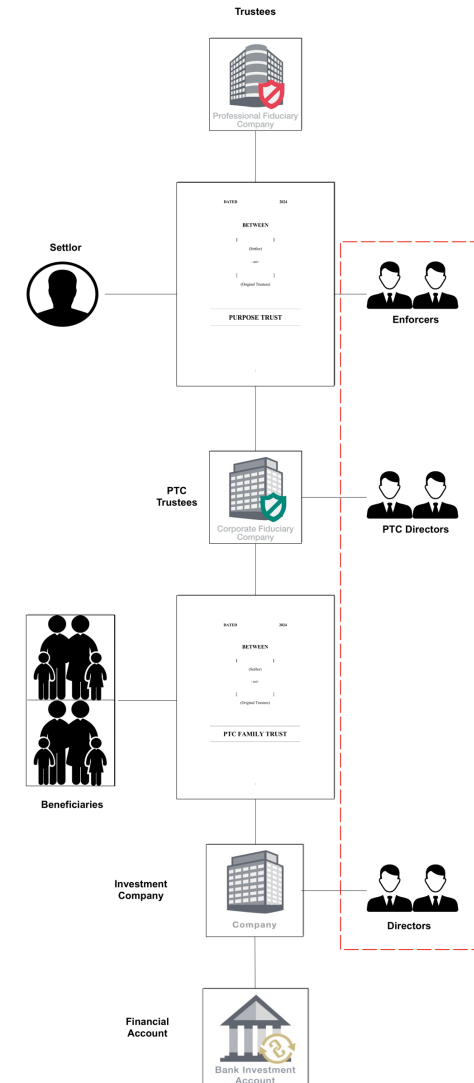 Trustees
Professional Fiduciary
Company
DATED 2024
BETWEEN
[ ]
(Settlor)
-and-
[ ]
(Original Trustees)
PURPOSE TRUST
Settlor
Enforcers
PTC
Trustees
Corporate Fiduciary
Company
PTC Directors
DATED 2024
BETWEEN
[ ]
(Settlor)
-and-
[ ]
(Original Trustees)
PTC FAMILY TRUST
Beneficiaries
Investment
Company
Company
Directors
Financial
Account
Bank Investment
Account